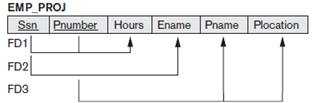 EMP_PROJ
Ssn Pnumber Hours Ename Pname Plocation
FD1
FD2
FD3